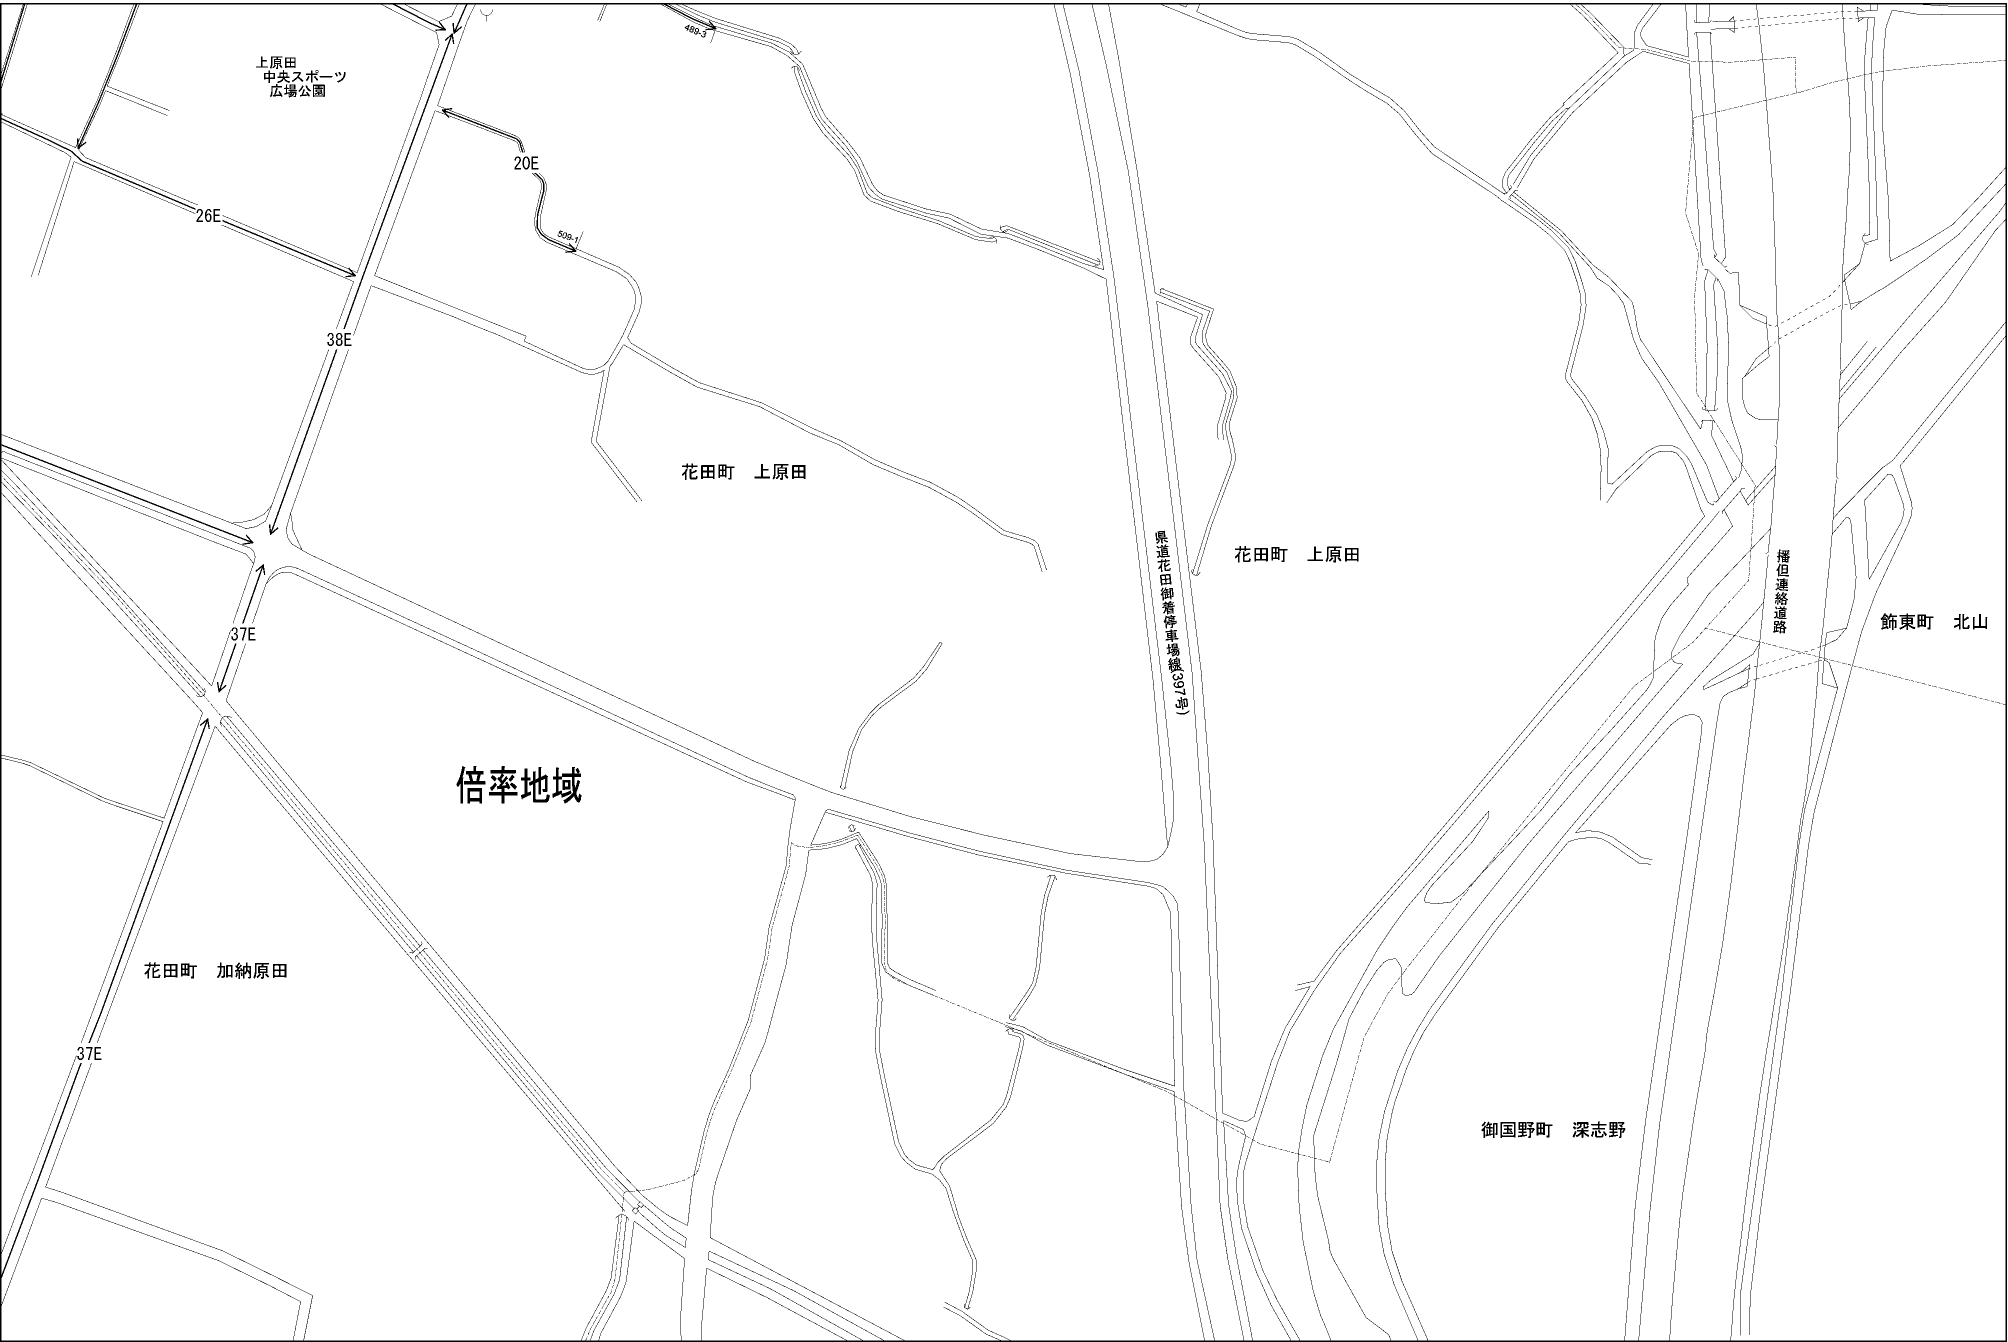 489-3
上原田
中央スポーツ
広場公園
20E
26E
509-1
38E
花田町　上原田
花田町　上原田
県道花田御着停車場線(397号)
播但連絡道路
飾東町　北山
37E
倍率地域
花田町　加納原田
37E
御国野町　深志野